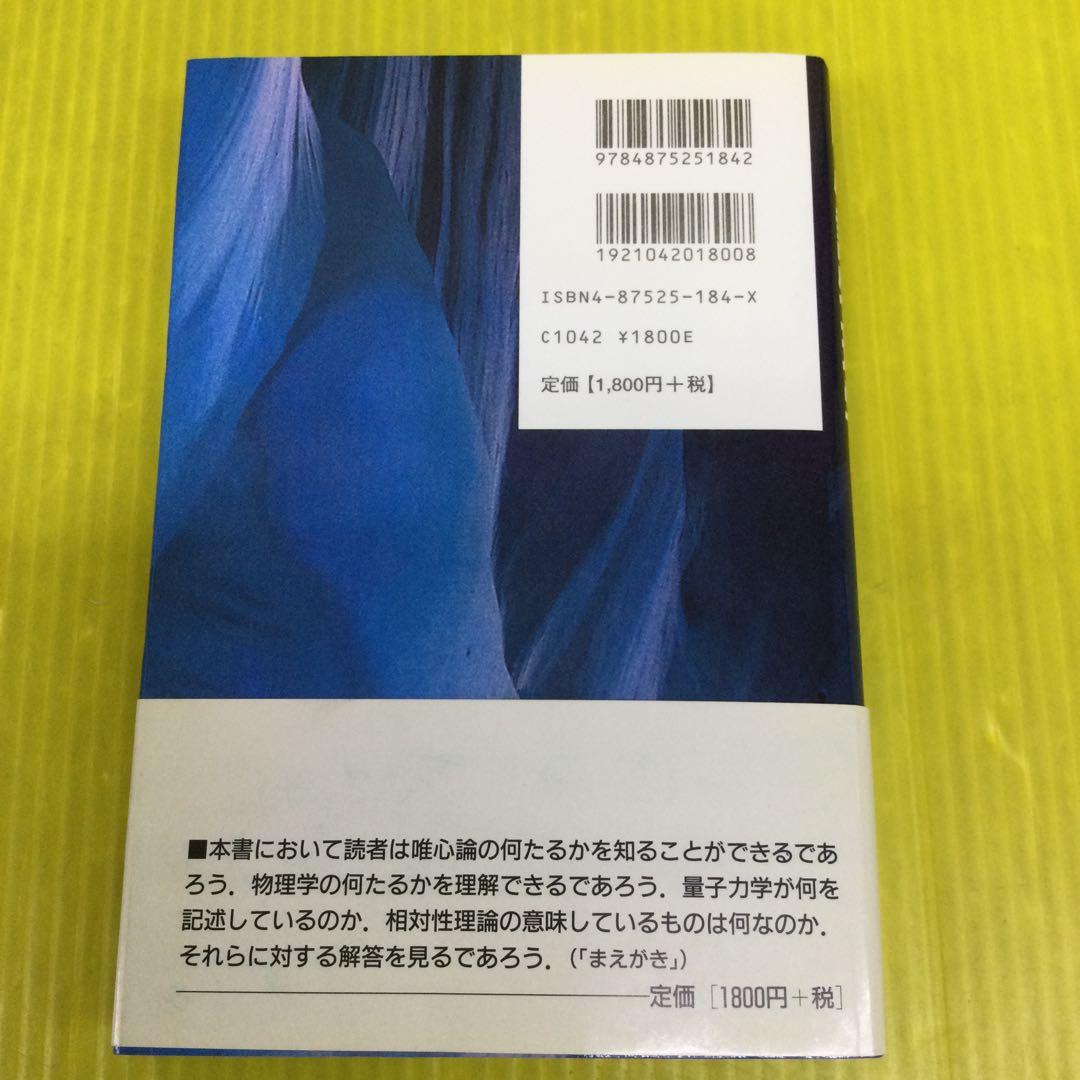 9784875251842
1921042018008
ISBN4-87525-184-X
C1042 ¥1800E
定価【1,800円+税】
■本書において読者は唯心論の何たるかを知ることができるであ
ろう．物理学の何たるかを理解できるであろう．量子力学が何を
記述しているのか．相対性理論の意味しているものは何なのか．
それらに対する解答を見るであろう．(「まえがき」)
定価［1800円+税］